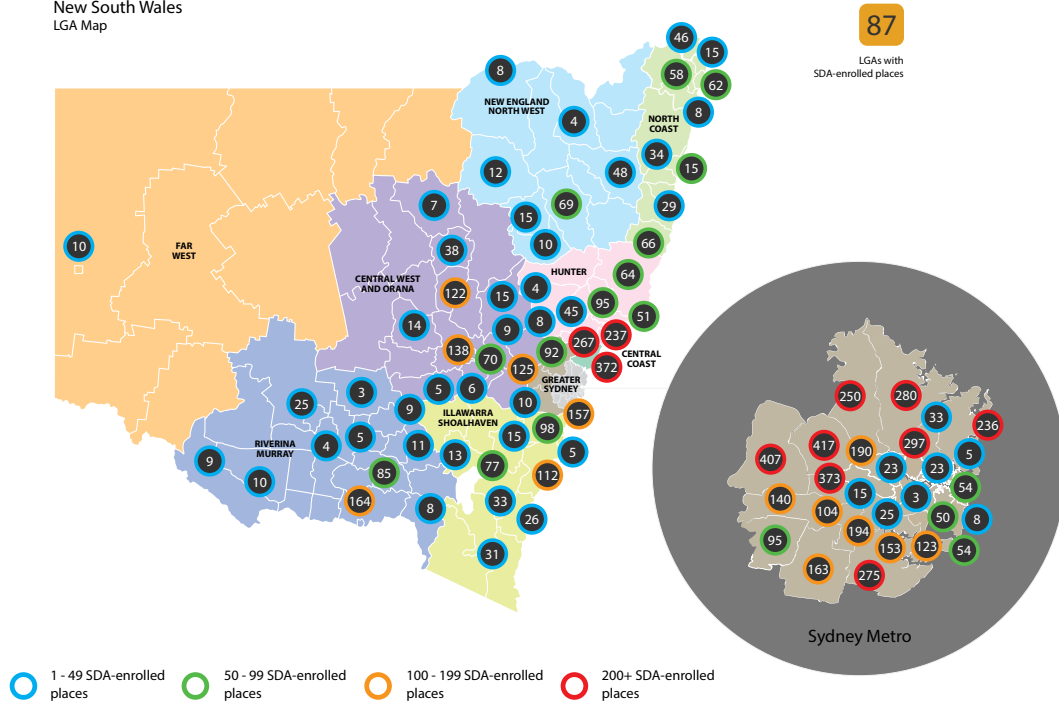 New South Wales
LGA Map
87
LGAs with
SDA-enrolled places
46
15
8
58
62
NEW ENGLAND
NORTH WEST
8
4
NORTH
COAST
34
12
48
15
7
69
29
15
10
38
10
66
FAR
WEST
HUNTER
64
CENTRAL WEST
AND ORANA
122
15
4
95
45
51
14
9
8
237
267
138
70
92
CENTRAL
COAST
125
372
GREATER
SYDNEY
3
5
6
25
9
10
157
ILLAWARRA
SHOALHAVEN
98
5
15
RIVERINA
MURRAY
4
11
13
5
9
77
85
112
10
164
33
8
26
31
250
280
33
236
417
190
297
407
5
23
23
373
54
140
15
3
104
25
50
8
194
95
153
123
54
163
275
Sydney Metro
1 - 49 SDA-enrolled
places
50 - 99 SDA-enrolled
places
100 - 199 SDA-enrolled
places
200+ SDA-enrolled
places